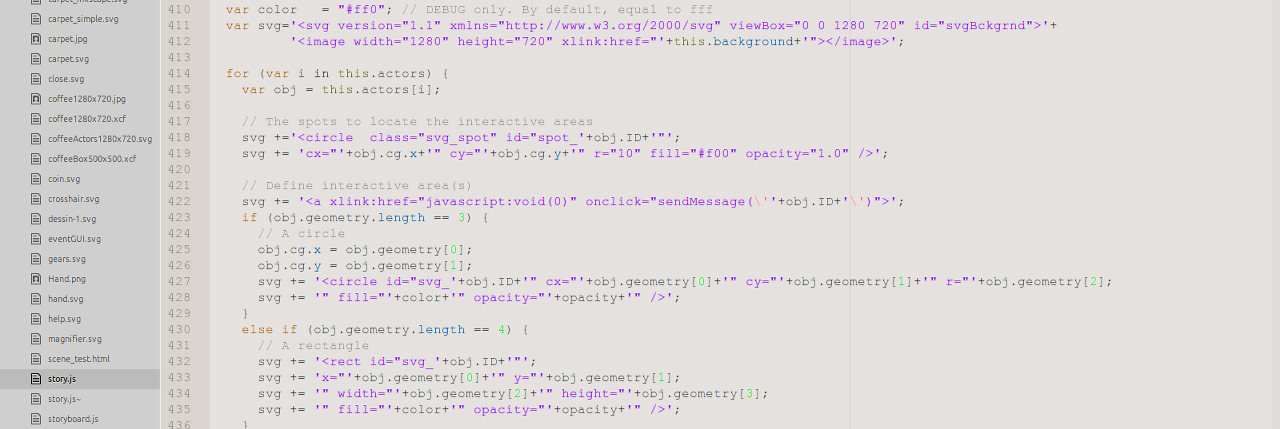 carpet_simple.svg
carpet.jpg
carpet.svg
close.svg
coffee1280x720.jpg
coffee1280x720.xcf
coffeeActors1280x720.svg
coffeeBox500x500.xcf
coin.svg
crosshair.svg
dessin-1.svg
eventGUI.svg
gears.svg
Hand.png
hand.svg
help.svg
magnifier.svg
scene_test.html
story.js
story.js~
storyboard.js
410 var color   = "#ff0"; // DEBUG only. By default, equal to fff
411 var svg='<svg version="1.1" xmlns="http://www.w3.org/2000/svg" viewBox="0 0 1280 720" id="svgBckgrnd">'+
412         '<image width="1280" height="720" xlink:href="'+this.background+'"></image>';
413
414 for (var i in this.actors) {
415   var obj = this.actors[i];
416
417   // The spots to locate the interactive areas
418   svg +='<circle  class="svg_spot" id="spot_'+obj.ID+'"';
419   svg += 'cx="'+obj.cg.x+'" cy="'+obj.cg.y+'" r="10" fill="#f00" opacity="1.0" />';
420
421   // Define interactive area(s)
422   svg += '<a xlink:href="javascript:void(0)" onclick="sendMessage(\''+obj.ID+'\')">';
423   if (obj.geometry.length == 3) {
424     // A circle
425     obj.cg.x = obj.geometry[0];
426     obj.cg.y = obj.geometry[1];
427     svg += '<circle id="svg_'+obj.ID+'" cx="'+obj.geometry[0]+'" cy="'+obj.geometry[1]+'" r="'+obj.geometry[2];
428     svg += '" fill="'+color+'" opacity="'+opacity+'" />';
429   }
430   else if (obj.geometry.length == 4) {
431     // A rectangle
432     svg += '<rect id="svg_'+obj.ID+'"';
433     svg += 'x="'+obj.geometry[0]+'" y="'+obj.geometry[1];
434     svg += '" width="'+obj.geometry[2]+'" height="'+obj.geometry[3];
435     svg += '" fill="'+color+'" opacity="'+opacity+'" />';
436   }